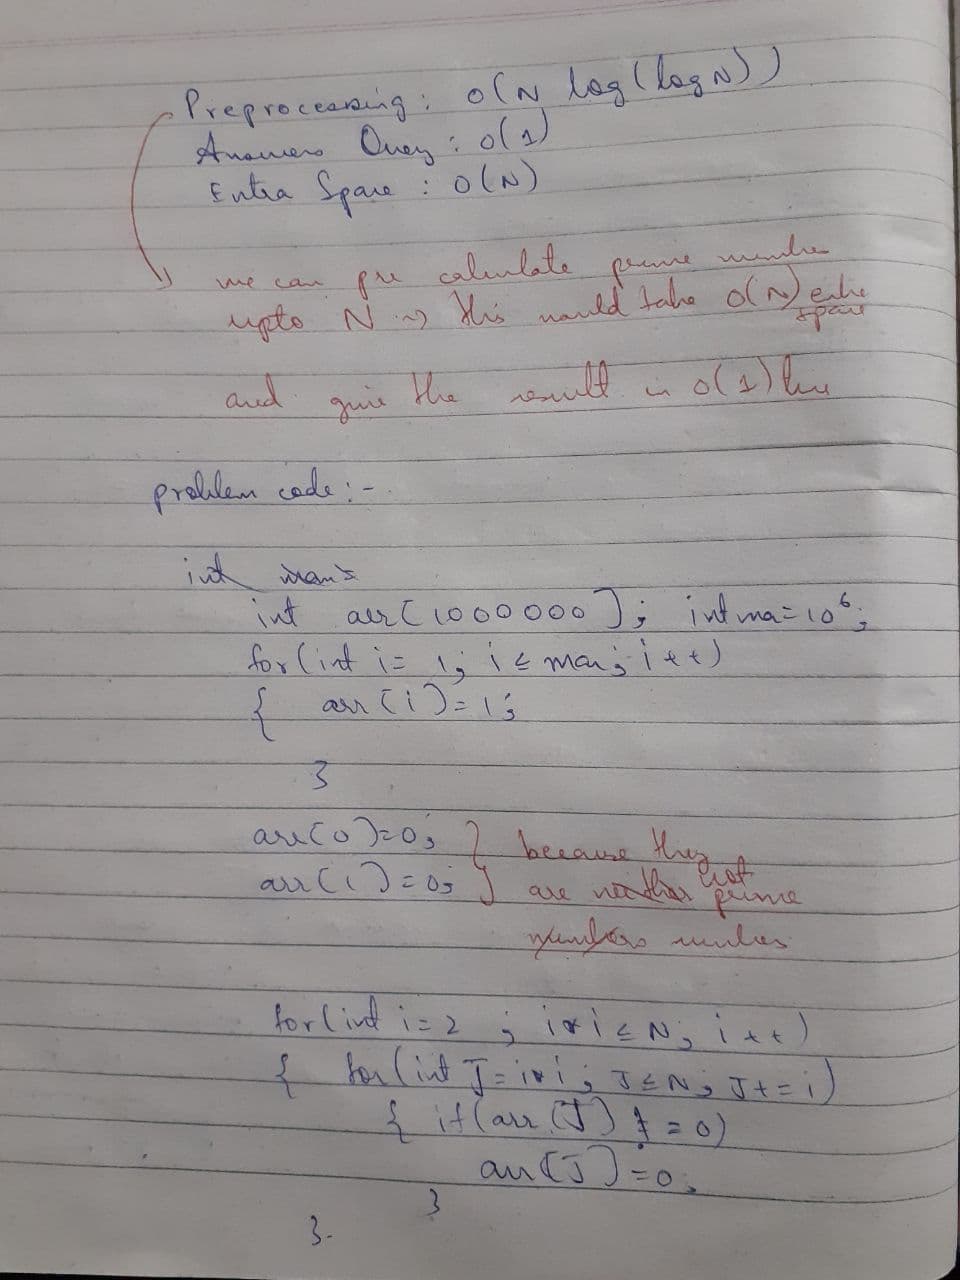 Preprocessing : O(N log (log N))
Answers Query : O(1)
Extra Space : O(N)
we can pre calculate prime number
upto N => this would take O(N) extra
space
and give the result in O(1) time
problem code :-
int main
int arr[1000000]; int max=10^6;
for(int i= 1; i ≤ max; i++)
{ arr[i]=1;
}
arr[0]=0; } because they
arr[1]=0; } are not prime
numbers
for(int i=2 ; i*i ≤ N; i++)
{ for(int J=i*i; J≤N; J+=i)
{ if(arr[J] != 0)
arr[J]=0;
}
}